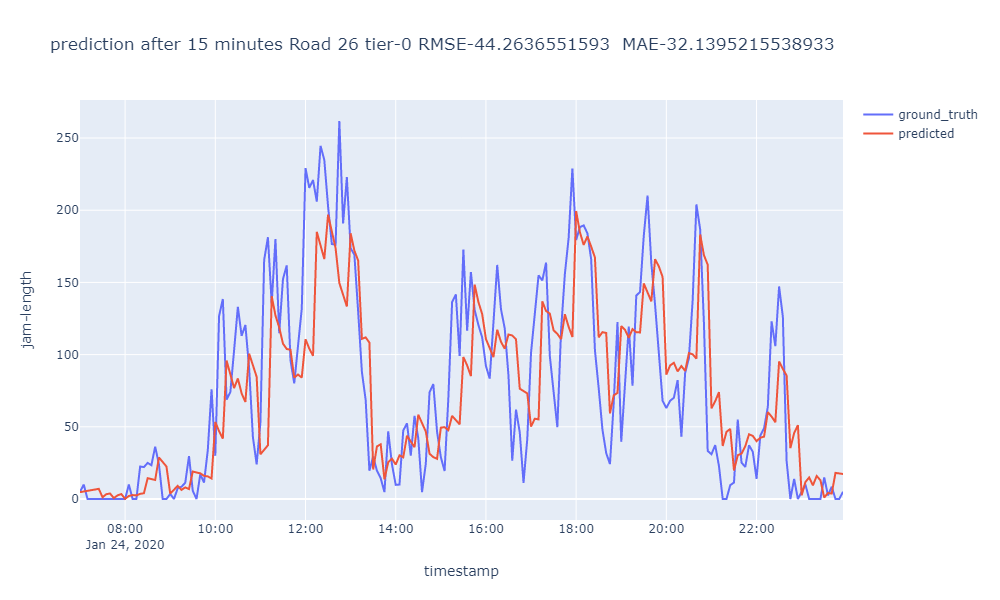 prediction after 15 minutes Road 26 tier-0 RMSE-44.2636551593  MAE-32.1395215538933
ground_truth
predicted
250
200
150
100
50
0
jam-length
08:00 10:00 12:00 14:00 16:00 18:00 20:00 22:00
Jan 24, 2020
timestamp